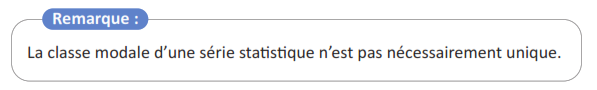 Remarque :
La classe modale d'une série statistique n'est pas nécessairement unique.